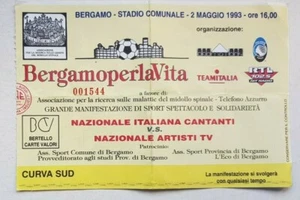 BERGAMO - STADIO COMUNALE - 2 MAGGIO 1993 - ore 16,00
organizzazione:
BergamoperlaVita
TEAMITALIA
001544
a favore di
Associazione per la ricerca sulle malattie del midollo spinale - Telefono Azzurro
GRANDE MANIFESTAZIONE DI SPORT SPETTACOLO E SOLIDARIETÀ
NAZIONALE ITALIANA CANTANTI
V.S.
NAZIONALE ARTISTI TV
BCV
BERTELLO
CARTE VALORI
Patrocinio:
Ass. Sport Comune di Bergamo
Ass. Sport Provincia di Bergamo
Provveditorato agli studi Prov. di Bergamo
L'Eco di Bergamo
CURVA SUD
La manifestazione si svolgerà
con qualsiasi tempo